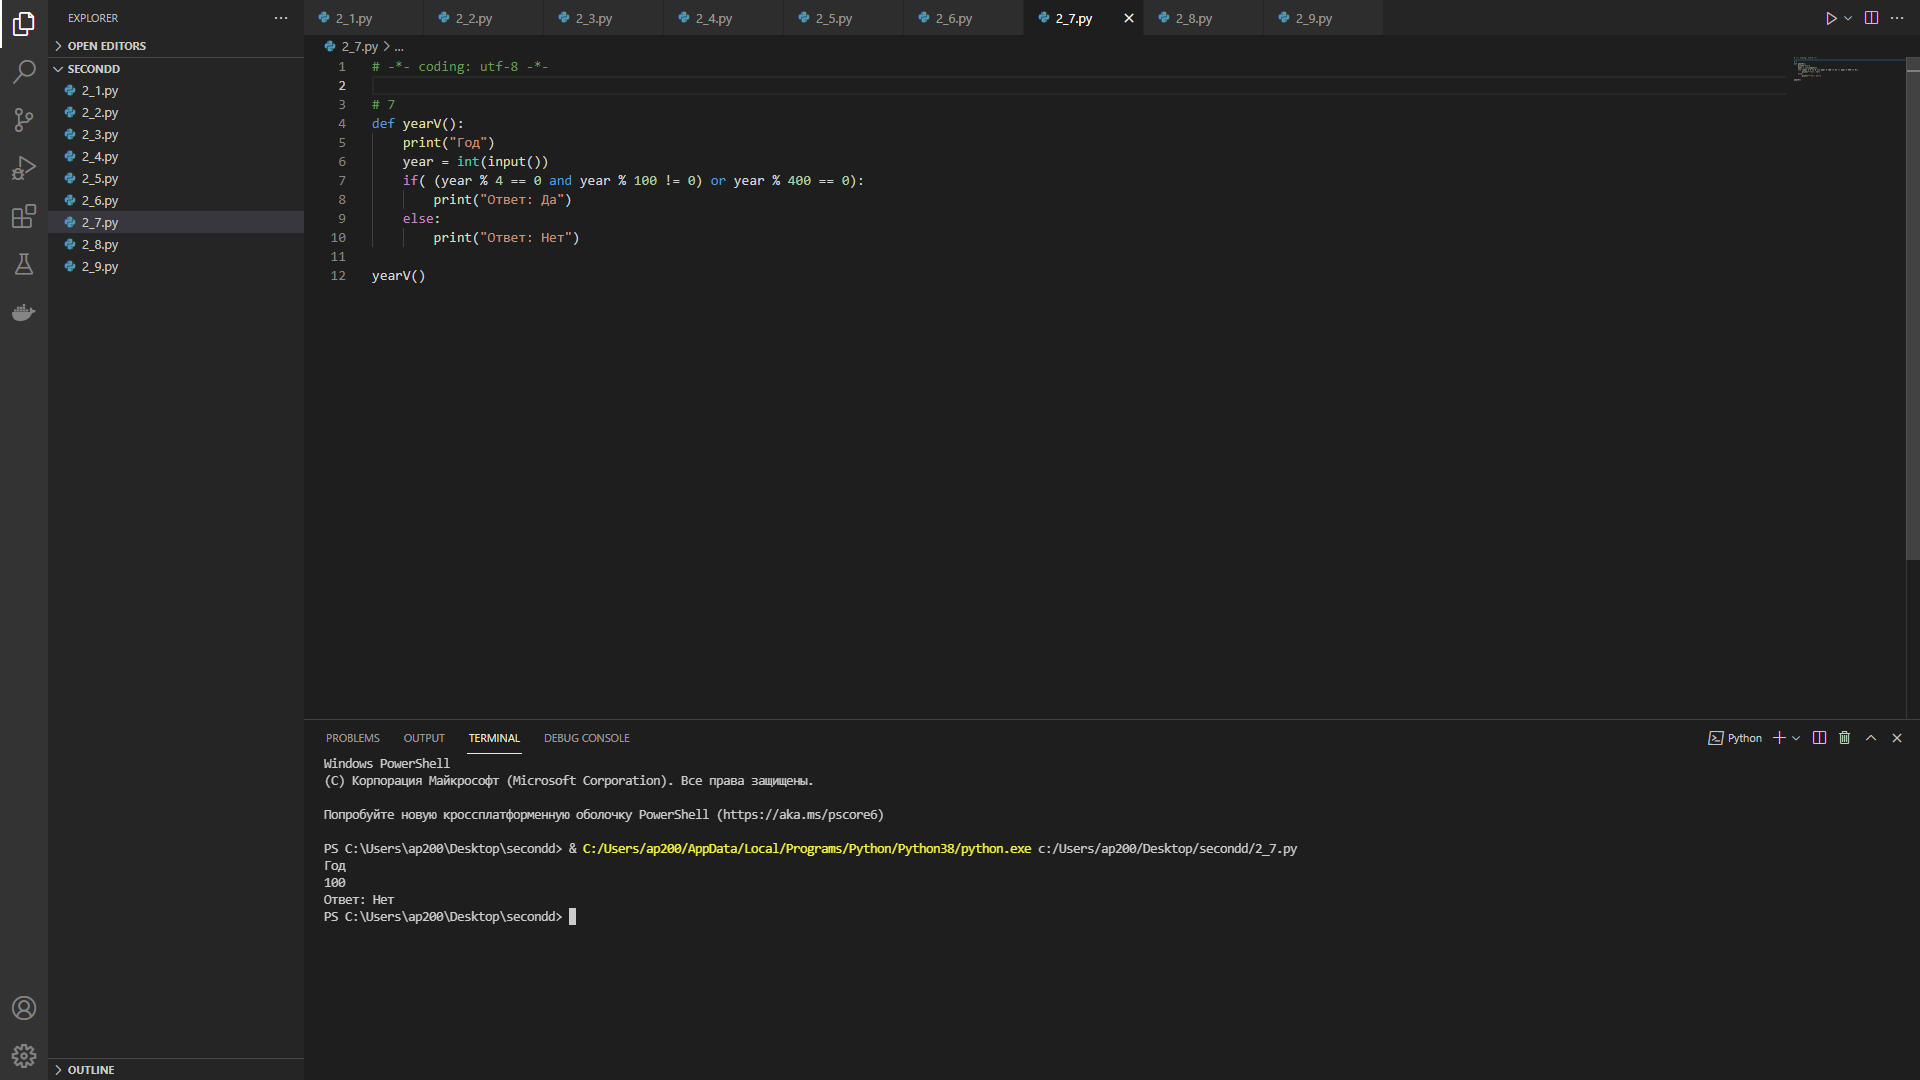 EXPLORER
OPEN EDITORS
SECONDD
2_1.py
2_2.py
2_3.py
2_4.py
2_5.py
2_6.py
2_7.py
2_8.py
2_9.py
OUTLINE
2_1.py 2_2.py 2_3.py 2_4.py 2_5.py 2_6.py 2_7.py 2_8.py 2_9.py
2_7.py > ...
1 # -*- coding: utf-8 -*-
2
3 # 7
4 def yearV():
5     print("Год")
6     year = int(input())
7     if( (year % 4 == 0 and year % 100 != 0) or year % 400 == 0):
8         print("Ответ: Да")
9     else:
10         print("Ответ: Нет")
11
12 yearV()
PROBLEMS OUTPUT TERMINAL DEBUG CONSOLE Python
Windows PowerShell
(C) Корпорация Майкрософт (Microsoft Corporation). Все права защищены.
Попробуйте новую кроссплатформенную оболочку PowerShell (https://aka.ms/pscore6)
PS C:\Users\ap200\Desktop\secondd> & C:/Users/ap200/AppData/Local/Programs/Python/Python38/python.exe c:/Users/ap200/Desktop/secondd/2_7.py
Год
100
Ответ: Нет
PS C:\Users\ap200\Desktop\secondd>